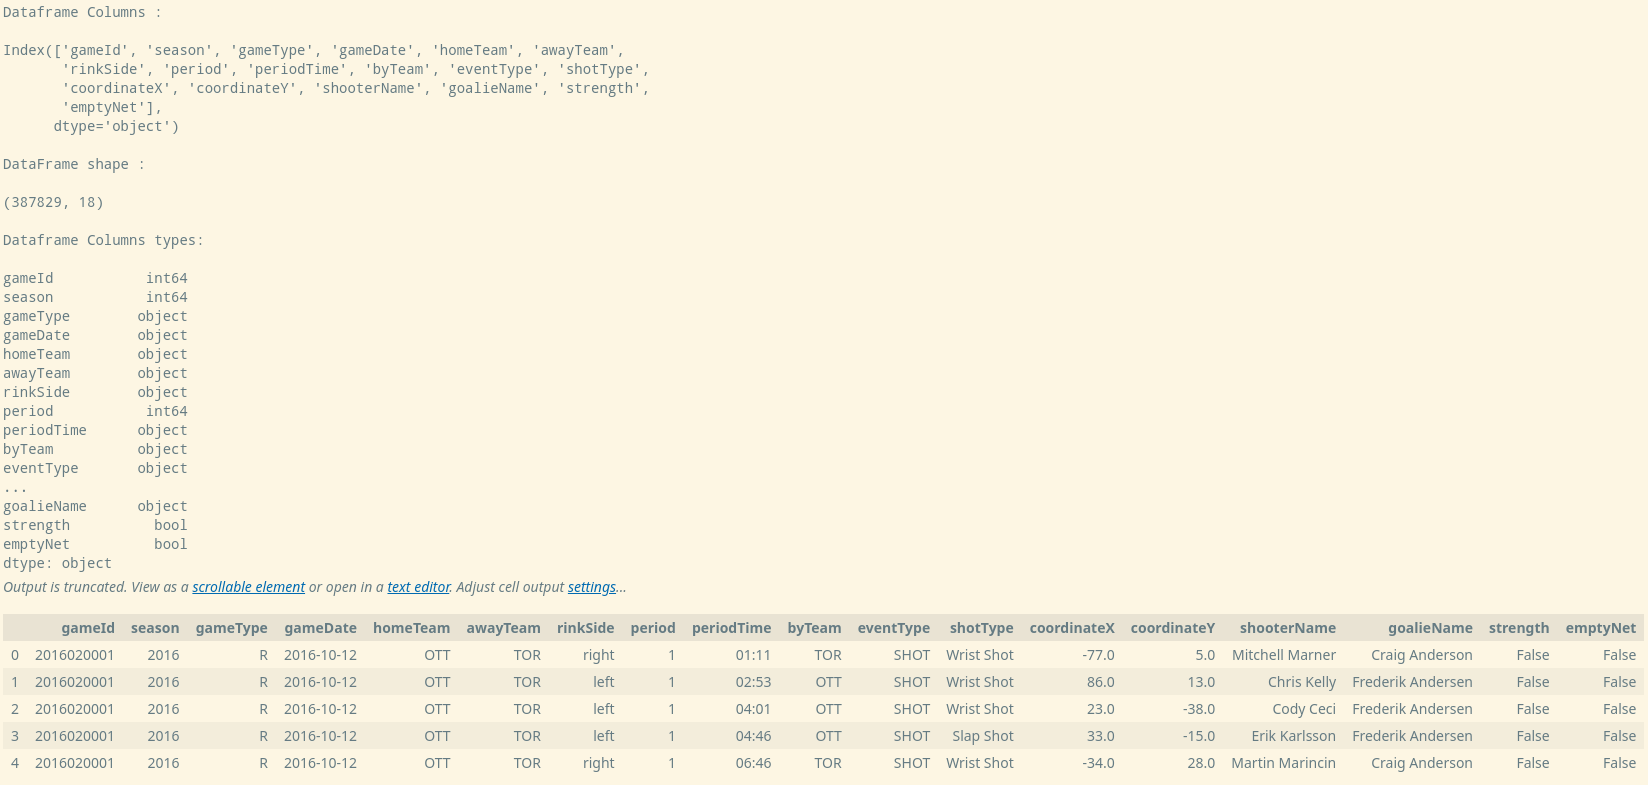 Dataframe Columns :
Index(['gameId', 'season', 'gameType', 'gameDate', 'homeTeam', 'awayTeam',
       'rinkSide', 'period', 'periodTime', 'byTeam', 'eventType', 'shotType',
       'coordinateX', 'coordinateY', 'shooterName', 'goalieName', 'strength',
       'emptyNet'],
      dtype='object')
DataFrame shape :
(387829, 18)
Dataframe Columns types:
gameId           int64
season           int64
gameType        object
gameDate        object
homeTeam        object
awayTeam        object
rinkSide        object
period           int64
periodTime      object
byTeam          object
eventType       object
...
goalieName      object
strength          bool
emptyNet          bool
dtype: object
Output is truncated. View as a scrollable element or open in a text editor. Adjust cell output settings...
gameId season gameType gameDate homeTeam awayTeam rinkSide period periodTime byTeam eventType shotType coordinateX coordinateY shooterName goalieName strength emptyNet
0 2016020001 2016 R 2016-10-12 OTT TOR right 1 01:11 TOR SHOT Wrist Shot -77.0 5.0 Mitchell Marner Craig Anderson False False
1 2016020001 2016 R 2016-10-12 OTT TOR left 1 02:53 OTT SHOT Wrist Shot 86.0 13.0 Chris Kelly Frederik Andersen False False
2 2016020001 2016 R 2016-10-12 OTT TOR left 1 04:01 OTT SHOT Wrist Shot 23.0 -38.0 Cody Ceci Frederik Andersen False False
3 2016020001 2016 R 2016-10-12 OTT TOR left 1 04:46 OTT SHOT Slap Shot 33.0 -15.0 Erik Karlsson Frederik Andersen False False
4 2016020001 2016 R 2016-10-12 OTT TOR right 1 06:46 TOR SHOT Wrist Shot -34.0 28.0 Martin Marincin Craig Anderson False False